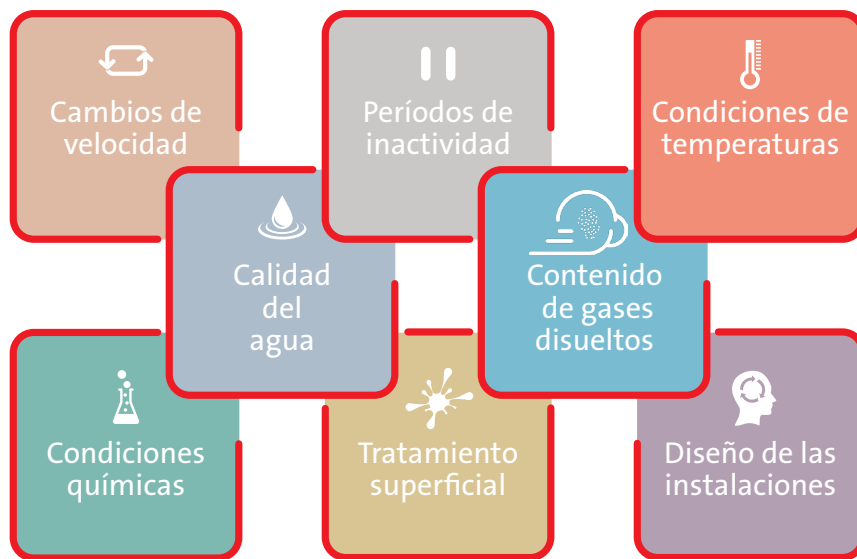 Cambios de
velocidad
Períodos de
inactividad
Condiciones de
temperaturas
Calidad
del
agua
Contenido
de gases
disueltos
Condiciones
químicas
Tratamiento
superficial
Diseño de las
instalaciones